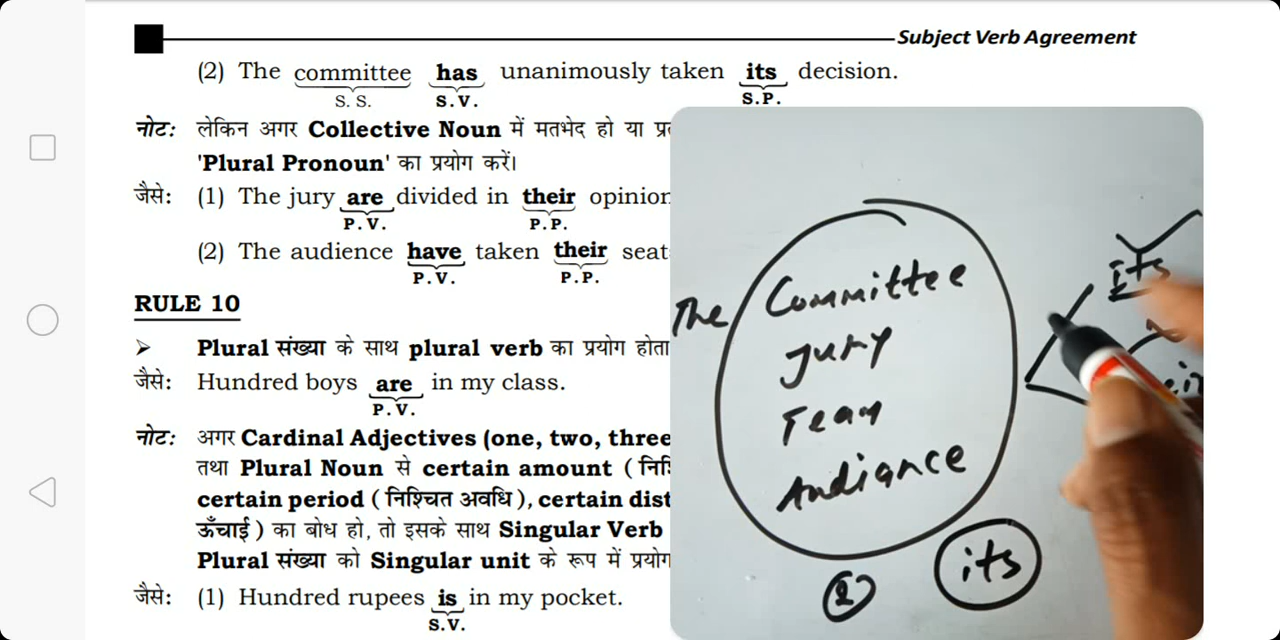 Subject Verb Agreement
(2) The committee has unanimously taken its decision.
S. S. S.V. S.P.
नोट: लेकिन अगर Collective Noun में मतभेद हो या
'Plural Pronoun' का प्रयोग करें।
जैसे: (1) The jury are divided in their opinion
P.V. P.P.
(2) The audience have taken their seat
P.V. P.P.
RULE 10
➢ Plural संख्या के साथ plural verb का प्रयोग होता
जैसे: Hundred boys are in my class.
P.V.
नोट: अगर Cardinal Adjectives (one, two, three
तथा Plural Noun से certain amount (
certain period (निश्चित अवधि), certain dist
ऊँचाई) का बोध हो, तो इसके साथ Singular Verb
Plural संख्या को Singular unit के रूप में प्रयोग
जैसे: (1) Hundred rupees is in my pocket.
S.V.
The
Committee
Jury
Team
Audiance
Its
its